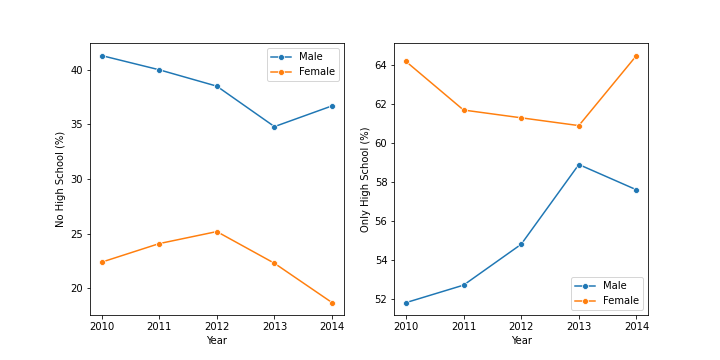 No High School (%)
40
35
30
25
20
Male
Female
2010 2011 2012 2013 2014
Year
Only High School (%)
64
62
60
58
56
54
52
Male
Female
2010 2011 2012 2013 2014
Year